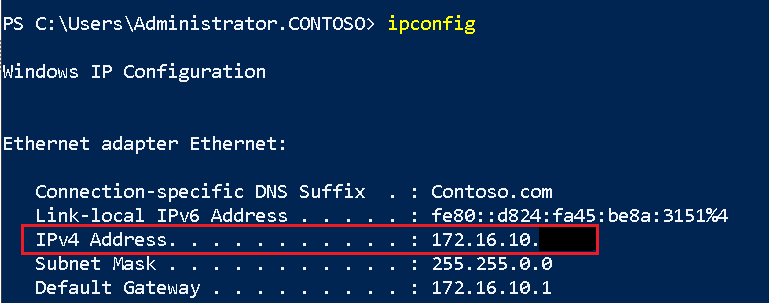 PS C:\Users\Administrator.CONTOSO> ipconfig
Windows IP Configuration
Ethernet adapter Ethernet:
Connection-specific DNS Suffix  . : Contoso.com
Link-local IPv6 Address . . . . . : fe80::d824:fa45:be8a:3151%4
IPv4 Address. . . . . . . . . . . : 172.16.10.
Subnet Mask . . . . . . . . . . . : 255.255.0.0
Default Gateway . . . . . . . . . : 172.16.10.1